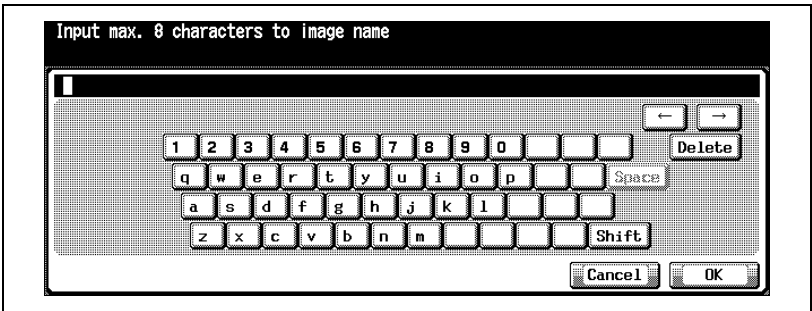 Input max. 8 characters to image name
← →
1 2 3 4 5 6 7 8 9 0 Delete
q w e r t y u i o p Space
a s d f g h j k l
z x c v b n m Shift
Cancel OK